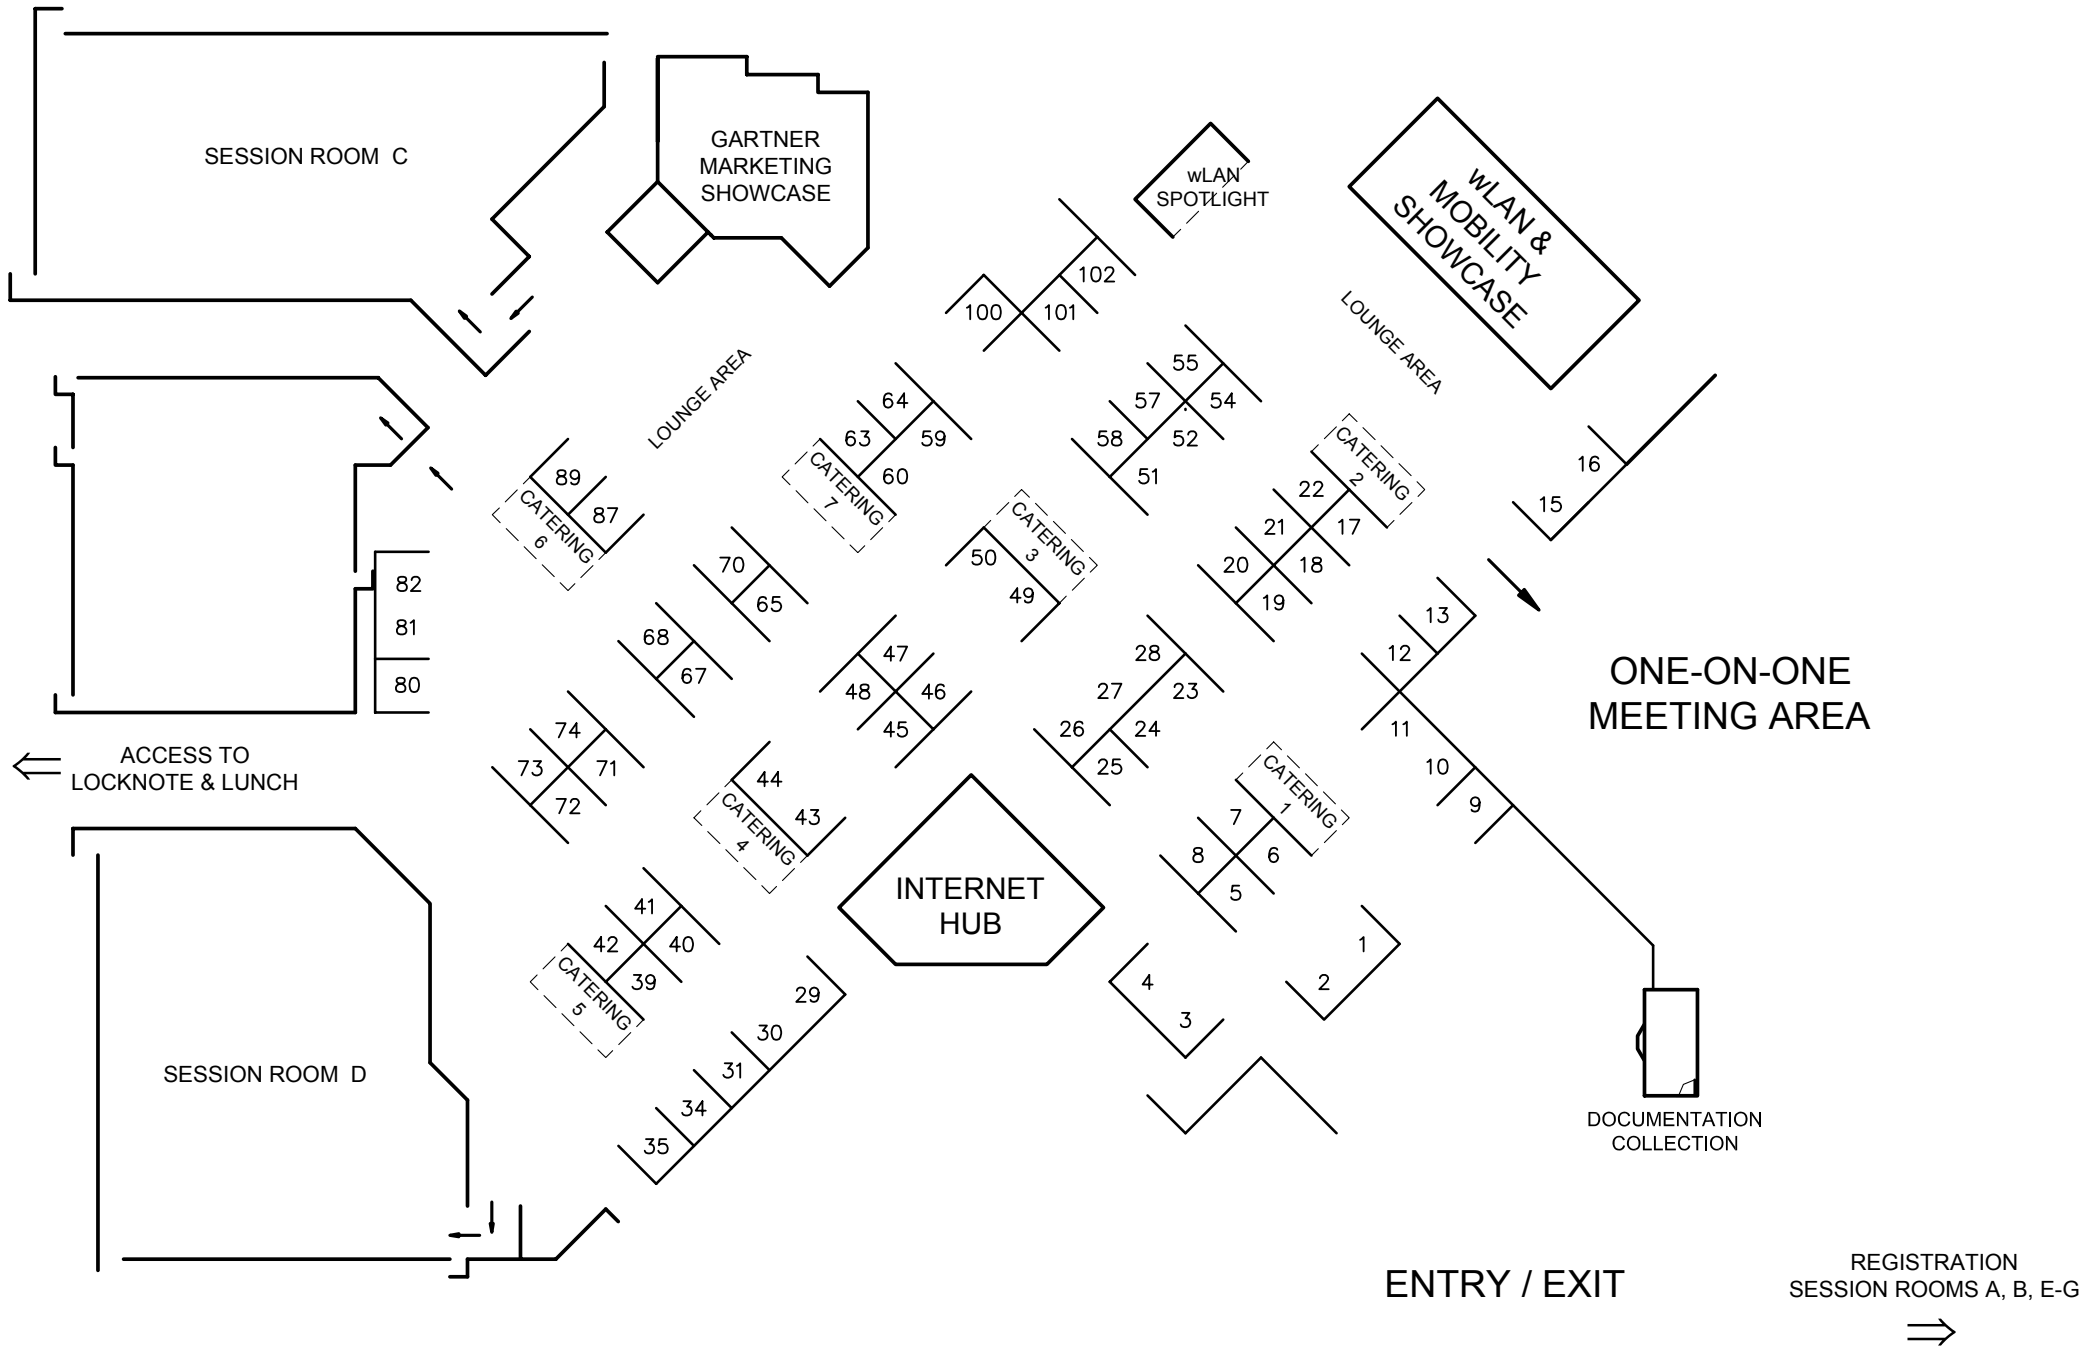 SESSION ROOM C
GARTNER
MARKETING
SHOWCASE
wLAN
SPOTLIGHT
wLAN &
MOBILITY
SHOWCASE
LOUNGE AREA
LOUNGE AREA
102
100
101
55
57
54
58
52
51
64
63
59
60
CATERING
7
CATERING
2
22
17
21
18
20
19
16
15
89
87
CATERING
6
CATERING
3
50
49
70
65
68
67
82
81
80
47
48
46
45
28
27
23
26
24
25
13
12
11
10
9
ONE-ON-ONE
MEETING AREA
ACCESS TO
LOCKNOTE & LUNCH
74
73
71
72
44
43
CATERING
4
CATERING
1
7
8
6
5
INTERNET
HUB
41
42
40
39
CATERING
5
1
2
4
3
29
30
31
34
35
SESSION ROOM D
DOCUMENTATION
COLLECTION
ENTRY / EXIT
REGISTRATION
SESSION ROOMS A, B, E-G